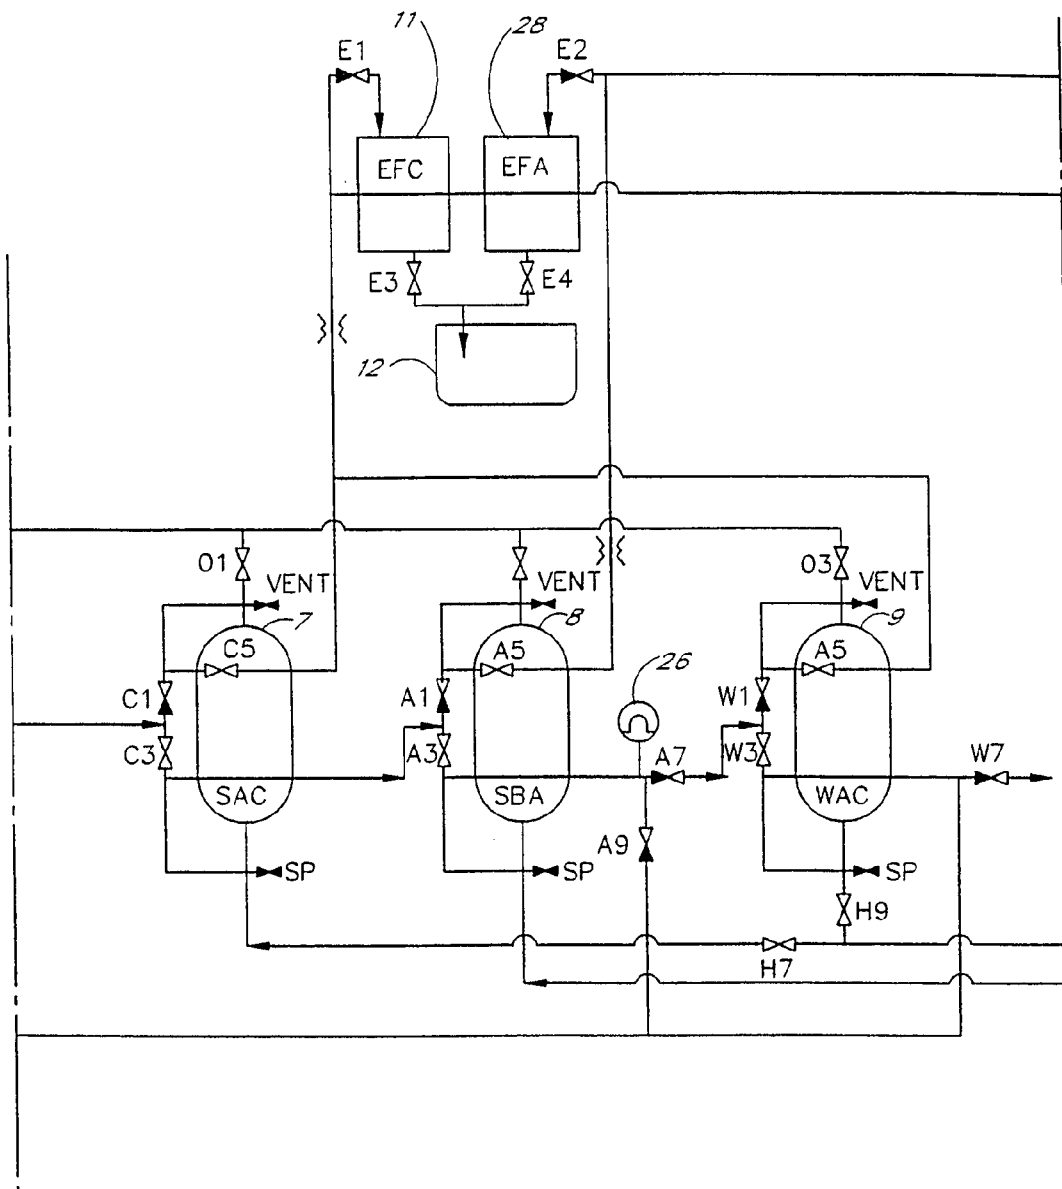 11
28
E1
E2
EFC
EFA
E3
E4
12
O1
O3
VENT
VENT
VENT
7
8
9
C5
A5
A5
26
C1
A1
W1
C3
A3
A7
W3
W7
SAC
SBA
WAC
A9
SP
SP
SP
H9
H7